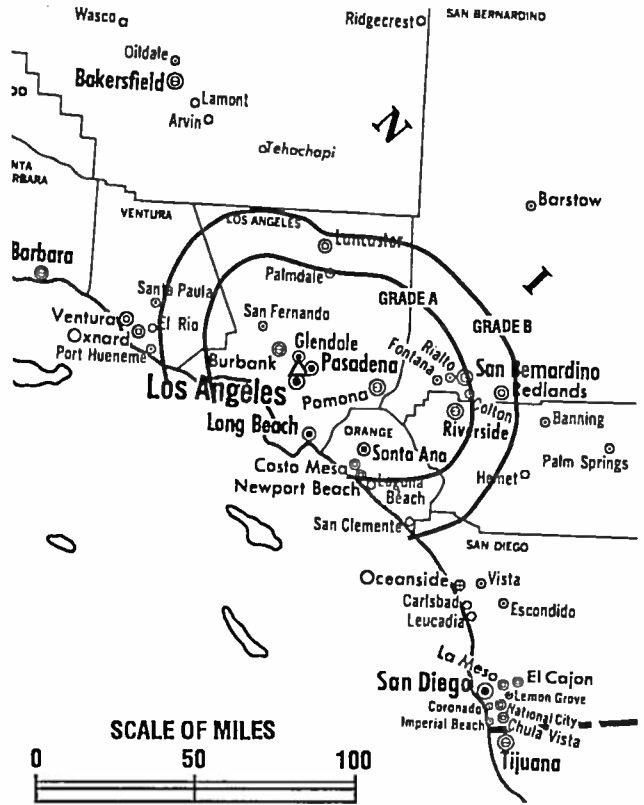 Wasco
Ridgecrest
SAN BERNARDINO
Oildale
Bakersfield
Lamont
Arvin
N
Tehachapi
NTA
RBARA
VENTURA
LOS ANGELES
Barstow
Barbara
Lancaster
I
Palmdale
GRADE A
Santa Paula
San Fernando
GRADE B
Ventura
El Rio
Oxnard
Port Hueneme
Glendale
Burbank
Pasadena
Rialto
Fontana
San Bernardino
Los Angeles
Pomona
Redlands
Colton
Long Beach
ORANGE
Riverside
Banning
Santa Ana
Palm Springs
Costa Mesa
Laguna
Beach
Newport Beach
Hemet
San Clemente
SAN DIEGO
Oceanside
Vista
Carlsbad
Escondido
Leucadia
La Mesa
El Cajon
San Diego
Lemon Grove
Coronado
National City
Imperial Beach
Chula Vista
Tijuana
SCALE OF MILES
0 50 100